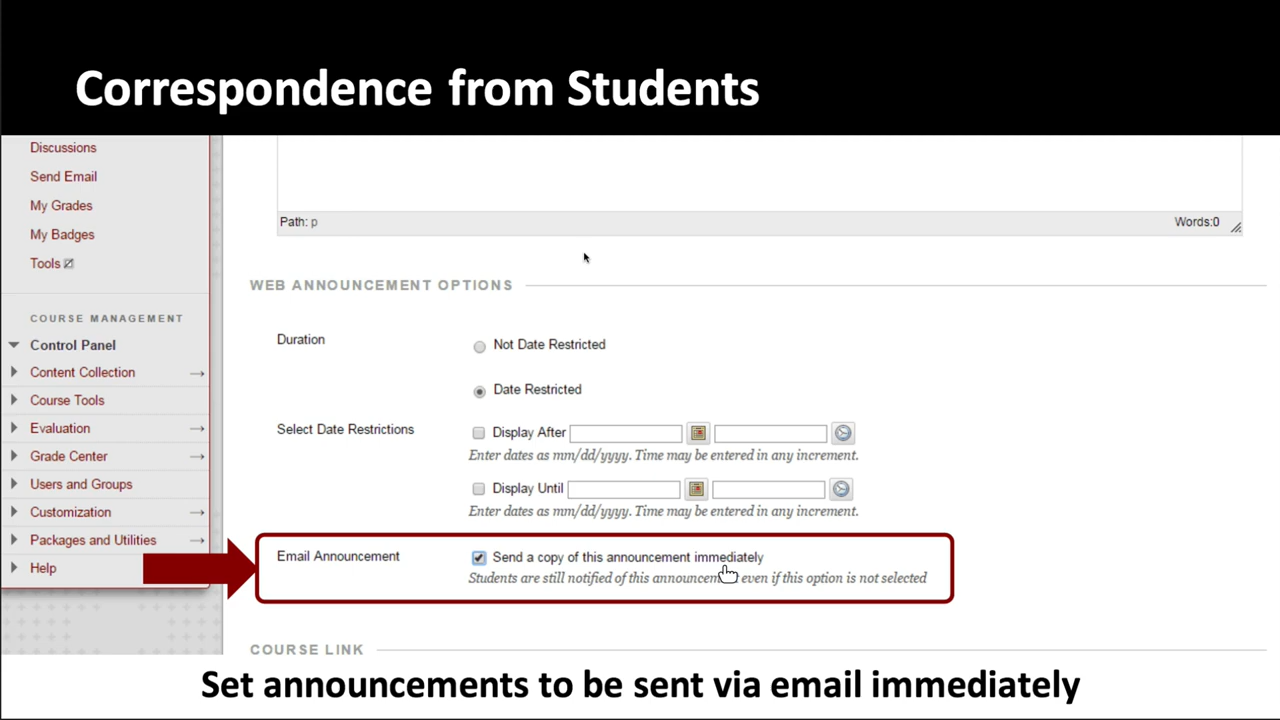 Correspondence from Students
Discussions
Send Email
My Grades
My Badges
Tools
COURSE MANAGEMENT
Control Panel
Content Collection
Course Tools
Evaluation
Grade Center
Users and Groups
Customization
Packages and Utilities
Help
Path: p
Words:0
WEB ANNOUNCEMENT OPTIONS
Duration
Not Date Restricted
Date Restricted
Select Date Restrictions
Display After
Enter dates as mm/dd/yyyy. Time may be entered in any increment.
Display Until
Enter dates as mm/dd/yyyy. Time may be entered in any increment.
Email Announcement
Send a copy of this announcement immediately
Students are still notified of this announcement even if this option is not selected
COURSE LINK
Set announcements to be sent via email immediately